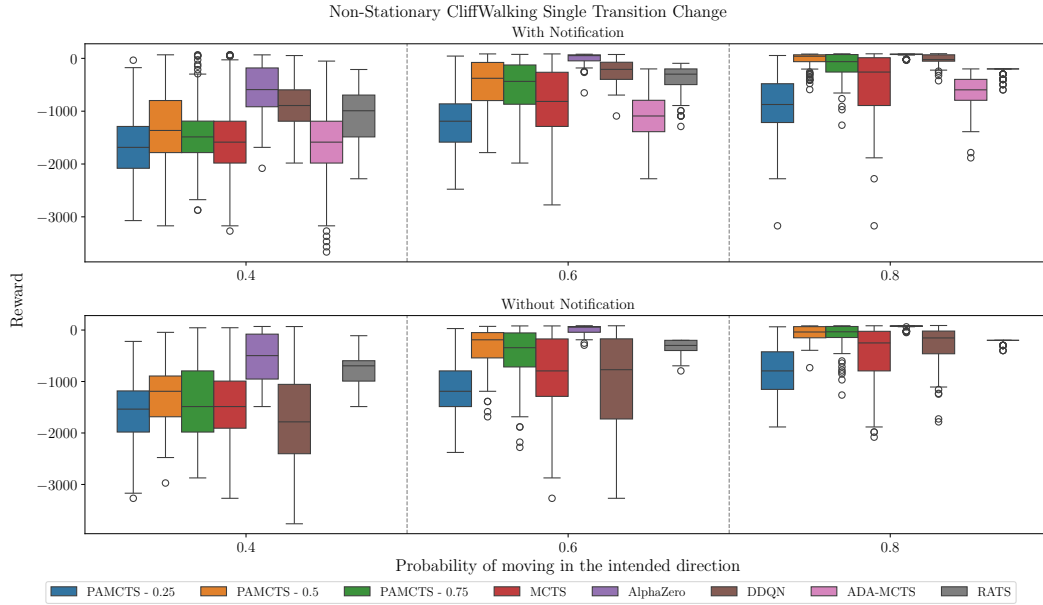 Non-Stationary CliffWalking Single Transition Change
With Notification
0
−1000
−2000
−3000
0.4 0.6 0.8
Reward
Without Notification
0
−1000
−2000
−3000
0.4 0.6 0.8
Probability of moving in the intended direction
PAMCTS - 0.25 PAMCTS - 0.5 PAMCTS - 0.75 MCTS AlphaZero DDQN ADA-MCTS RATS